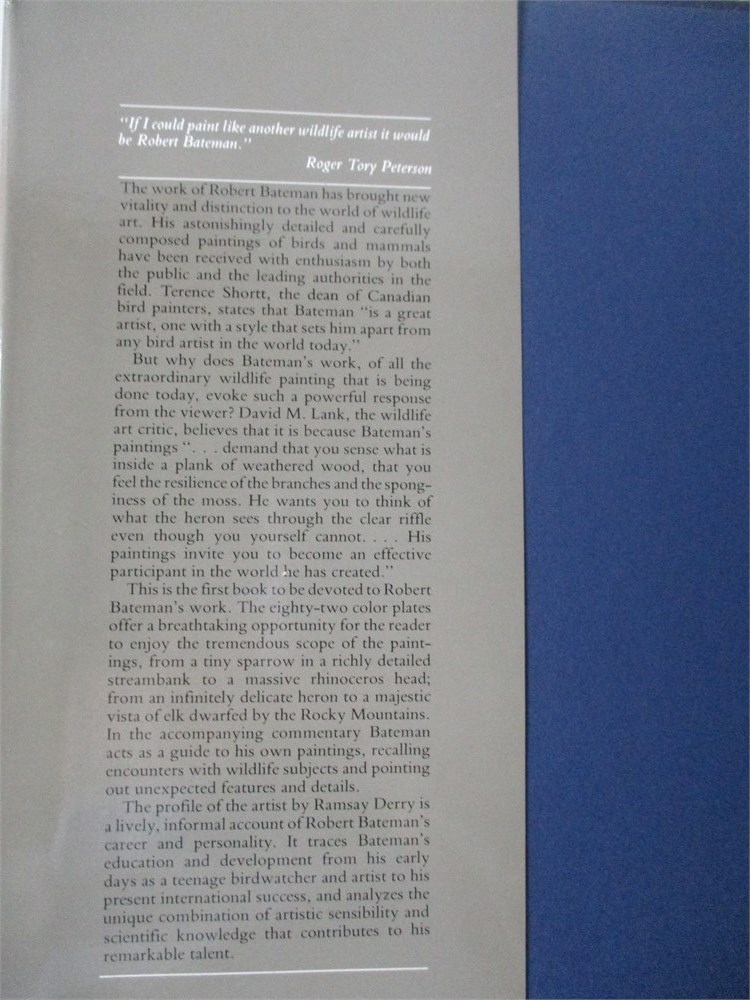 "If I could paint like another wildlife artist it would
be Robert Bateman."
Roger Tory Peterson
The work of Robert Bateman has brought new
vitality and distinction to the world of wildlife
art. His astonishingly detailed and carefully
composed paintings of birds and mammals
have been received with enthusiasm by both
the public and the leading authorities in the
field. Terence Shortt, the dean of Canadian
bird painters, states that Bateman "is a great
artist, one with a style that sets him apart from
any bird artist in the world today."
But why does Bateman's work, of all the
extraordinary wildlife painting that is being
done today, evoke such a powerful response
from the viewer? David M. Lank, the wildlife
art critic, believes that it is because Bateman's
paintings ". . . demand that you sense what is
inside a plank of weathered wood, that you
feel the resilience of the branches and the spong-
iness of the moss. He wants you to think of
what the heron sees through the clear riffle
even though you yourself cannot. . . . His
paintings invite you to become an effective
participant in the world he has created."
This is the first book to be devoted to Robert
Bateman's work. The eighty-two color plates
offer a breathtaking opportunity for the reader
to enjoy the tremendous scope of the paint-
ings, from a tiny sparrow in a richly detailed
streambank to a massive rhinoceros head;
from an infinitely delicate heron to a majestic
vista of elk dwarfed by the Rocky Mountains.
In the accompanying commentary Bateman
acts as a guide to his own paintings, recalling
encounters with wildlife subjects and pointing
out unexpected features and details.
The profile of the artist by Ramsay Derry is
a lively, informal account of Robert Bateman's
career and personality. It traces Bateman's
education and development from his early
days as a teenage birdwatcher and artist to his
present international success, and analyzes the
unique combination of artistic sensibility and
scientific knowledge that contributes to his
remarkable talent.